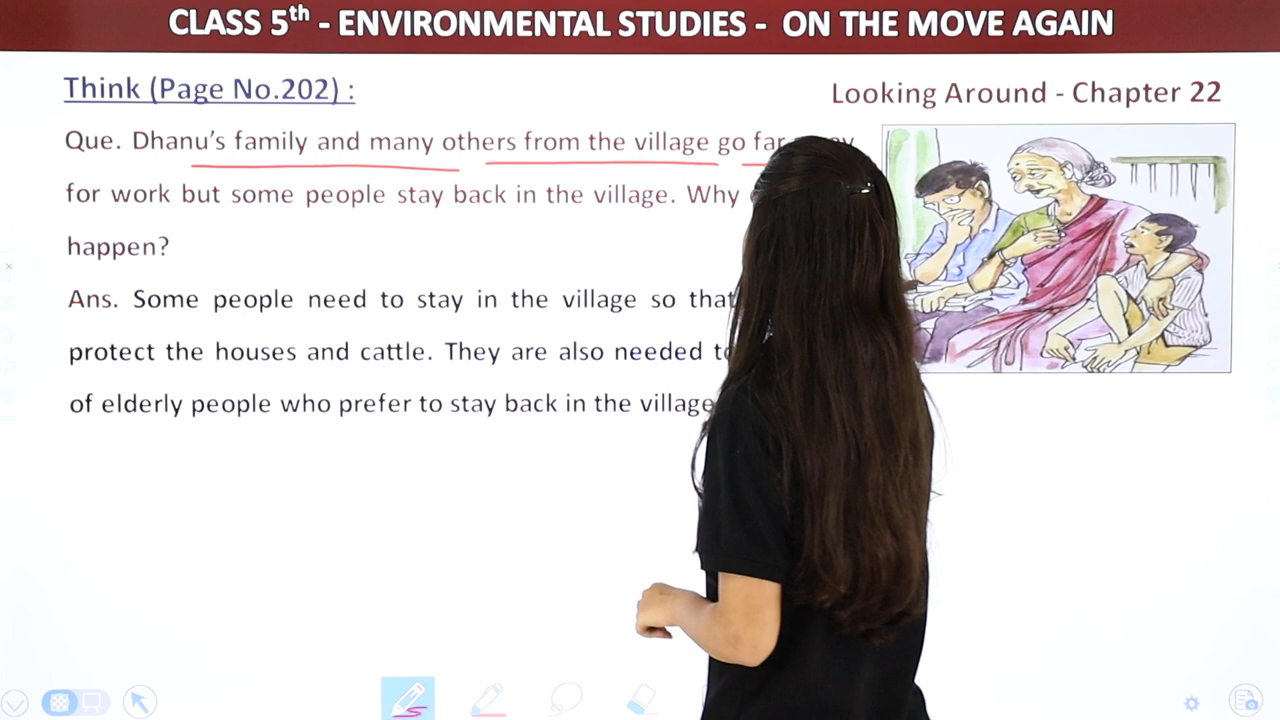 CLASS 5th - ENVIRONMENTAL STUDIES - ON THE MOVE AGAIN
Think (Page No.202) :
Looking Around - Chapter 22
Que. Dhanu's family and many others from the village go far
for work but some people stay back in the village. Why
happen?
Ans. Some people need to stay in the village so that
protect the houses and cattle. They are also needed
of elderly people who prefer to stay back in the village